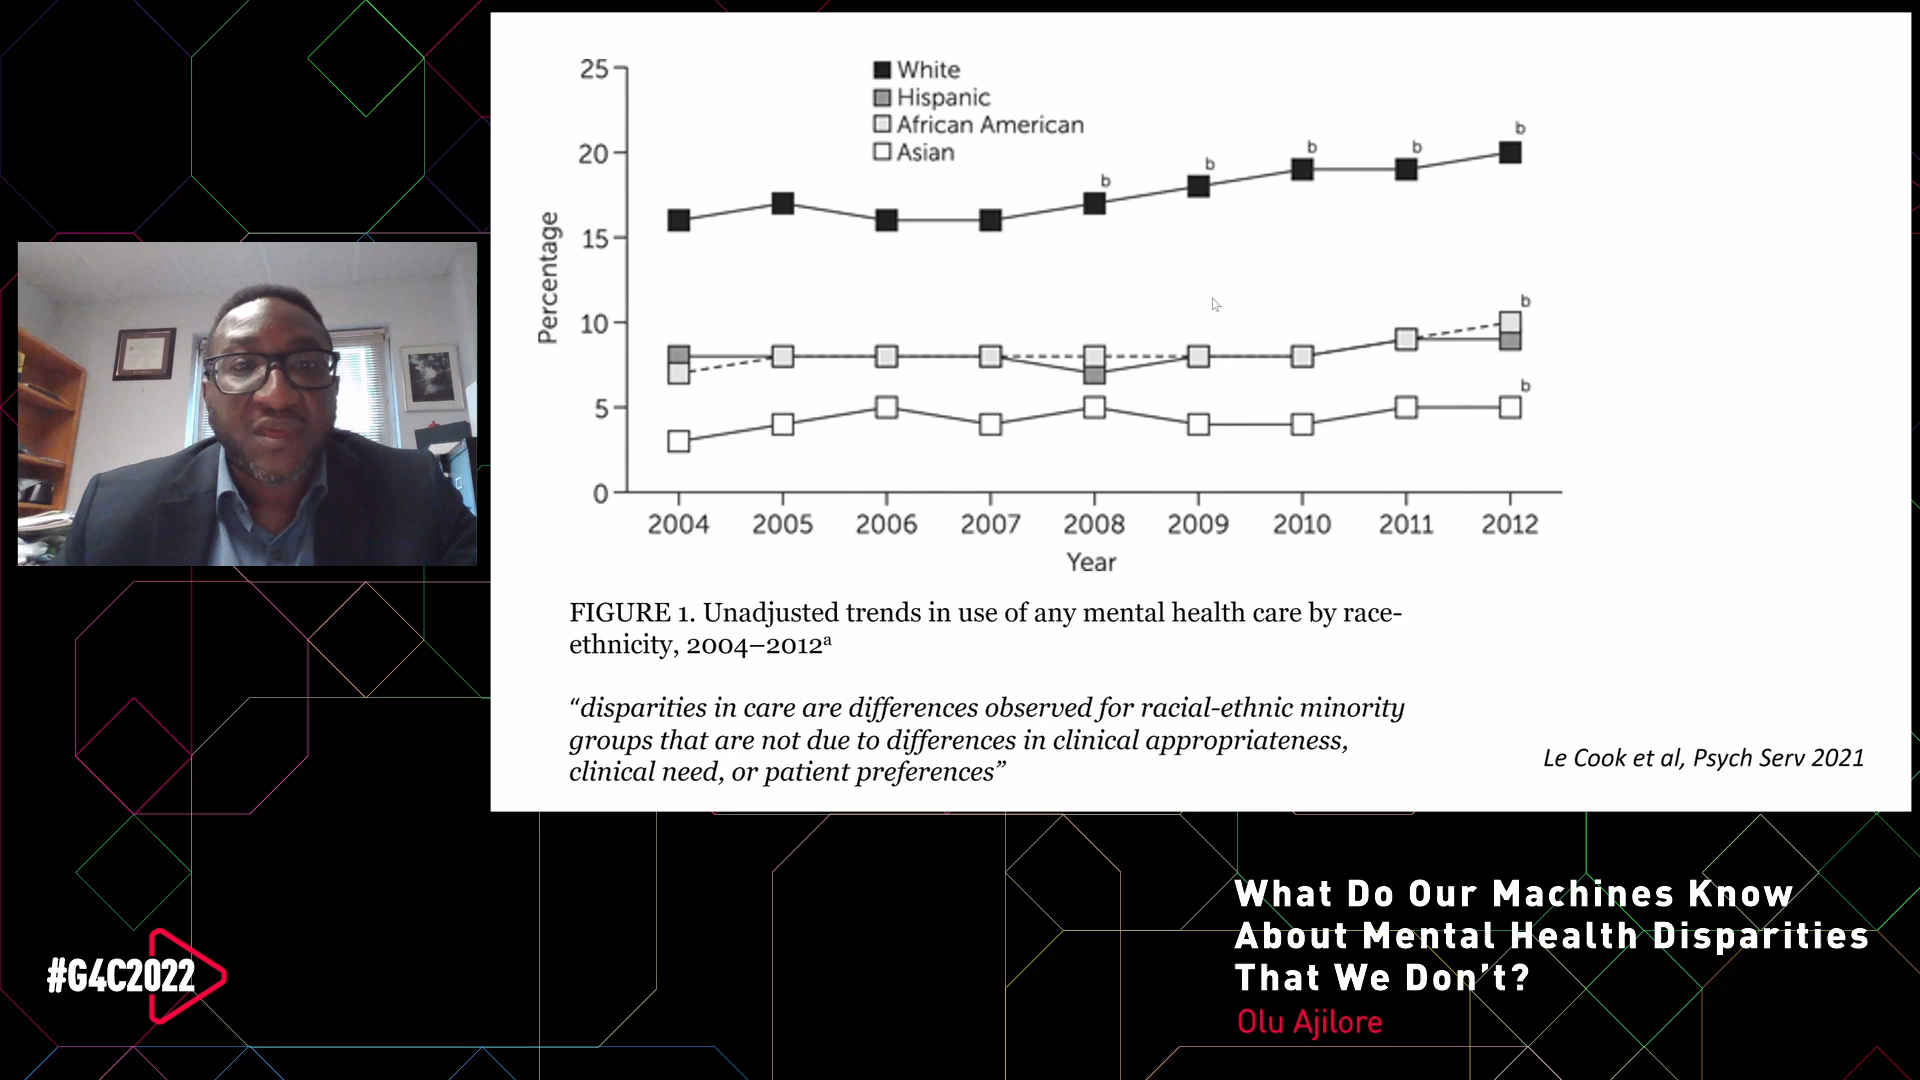 White
Hispanic
African American
Asian
25
20
15
10
5
0
Percentage
b
b
b
b
b
b
b
2004 2005 2006 2007 2008 2009 2010 2011 2012
Year
FIGURE 1. Unadjusted trends in use of any mental health care by race-
ethnicity, 2004–2012ᵃ
“disparities in care are differences observed for racial-ethnic minority
groups that are not due to differences in clinical appropriateness,
clinical need, or patient preferences”
Le Cook et al, Psych Serv 2021
#G4C2022
What Do Our Machines Know
About Mental Health Disparities
That We Don't?
Olu Ajilore